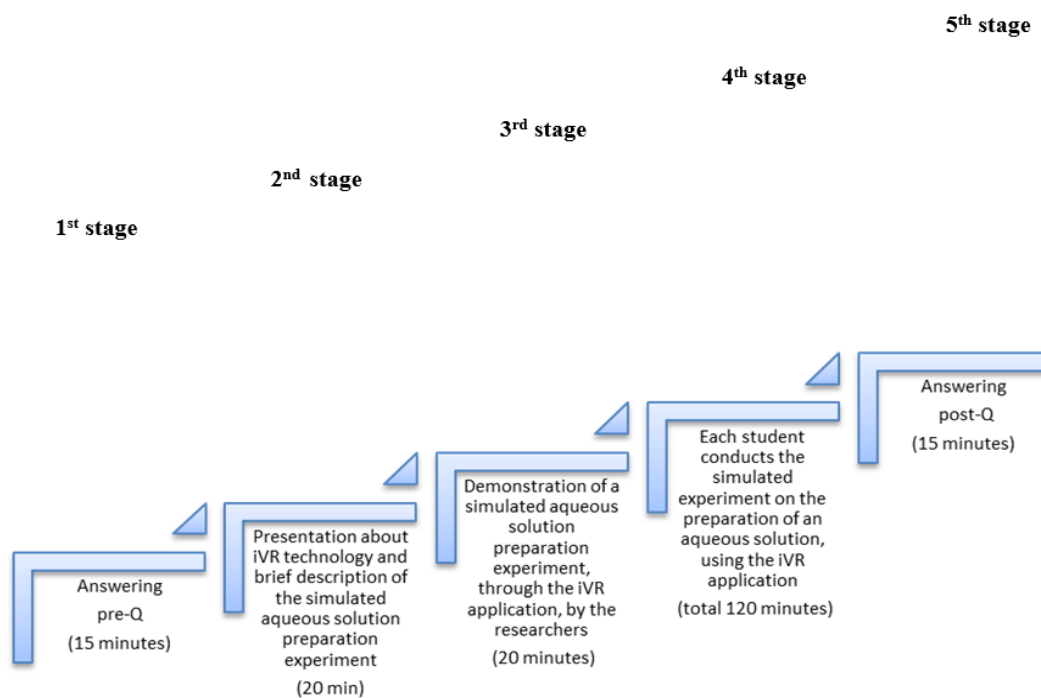 1st stage
Answering
pre-Q
(15 minutes)
2nd stage
Presentation about
iVR technology and
brief description of
the simulated
aqueous solution
preparation
experiment
(20 min)
3rd stage
Demonstration of a
simulated aqueous
solution
preparation
experiment,
through the iVR
application, by the
researchers
(20 minutes)
4th stage
Each student
conducts the
simulated
experiment on the
preparation of an
aqueous solution,
using the iVR
application
(total 120 minutes)
5th stage
Answering
post-Q
(15 minutes)